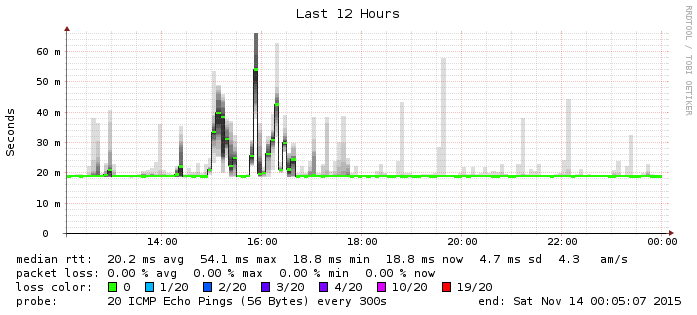 Last 12 Hours
RRDTOOL / TOBI OETIKER
Seconds
60 m
50 m
40 m
30 m
20 m
10 m
0
14:00 16:00 18:00 20:00 22:00 00:00
median rtt: 20.2 ms avg 54.1 ms max 18.8 ms min 18.8 ms now 4.7 ms sd 4.3 am/s
packet loss: 0.00 % avg 0.00 % max 0.00 % min 0.00 % now
loss color: 0 1/20 2/20 3/20 4/20 10/20 19/20
probe: 20 ICMP Echo Pings (56 Bytes) every 300s end: Sat Nov 14 00:05:07 2015